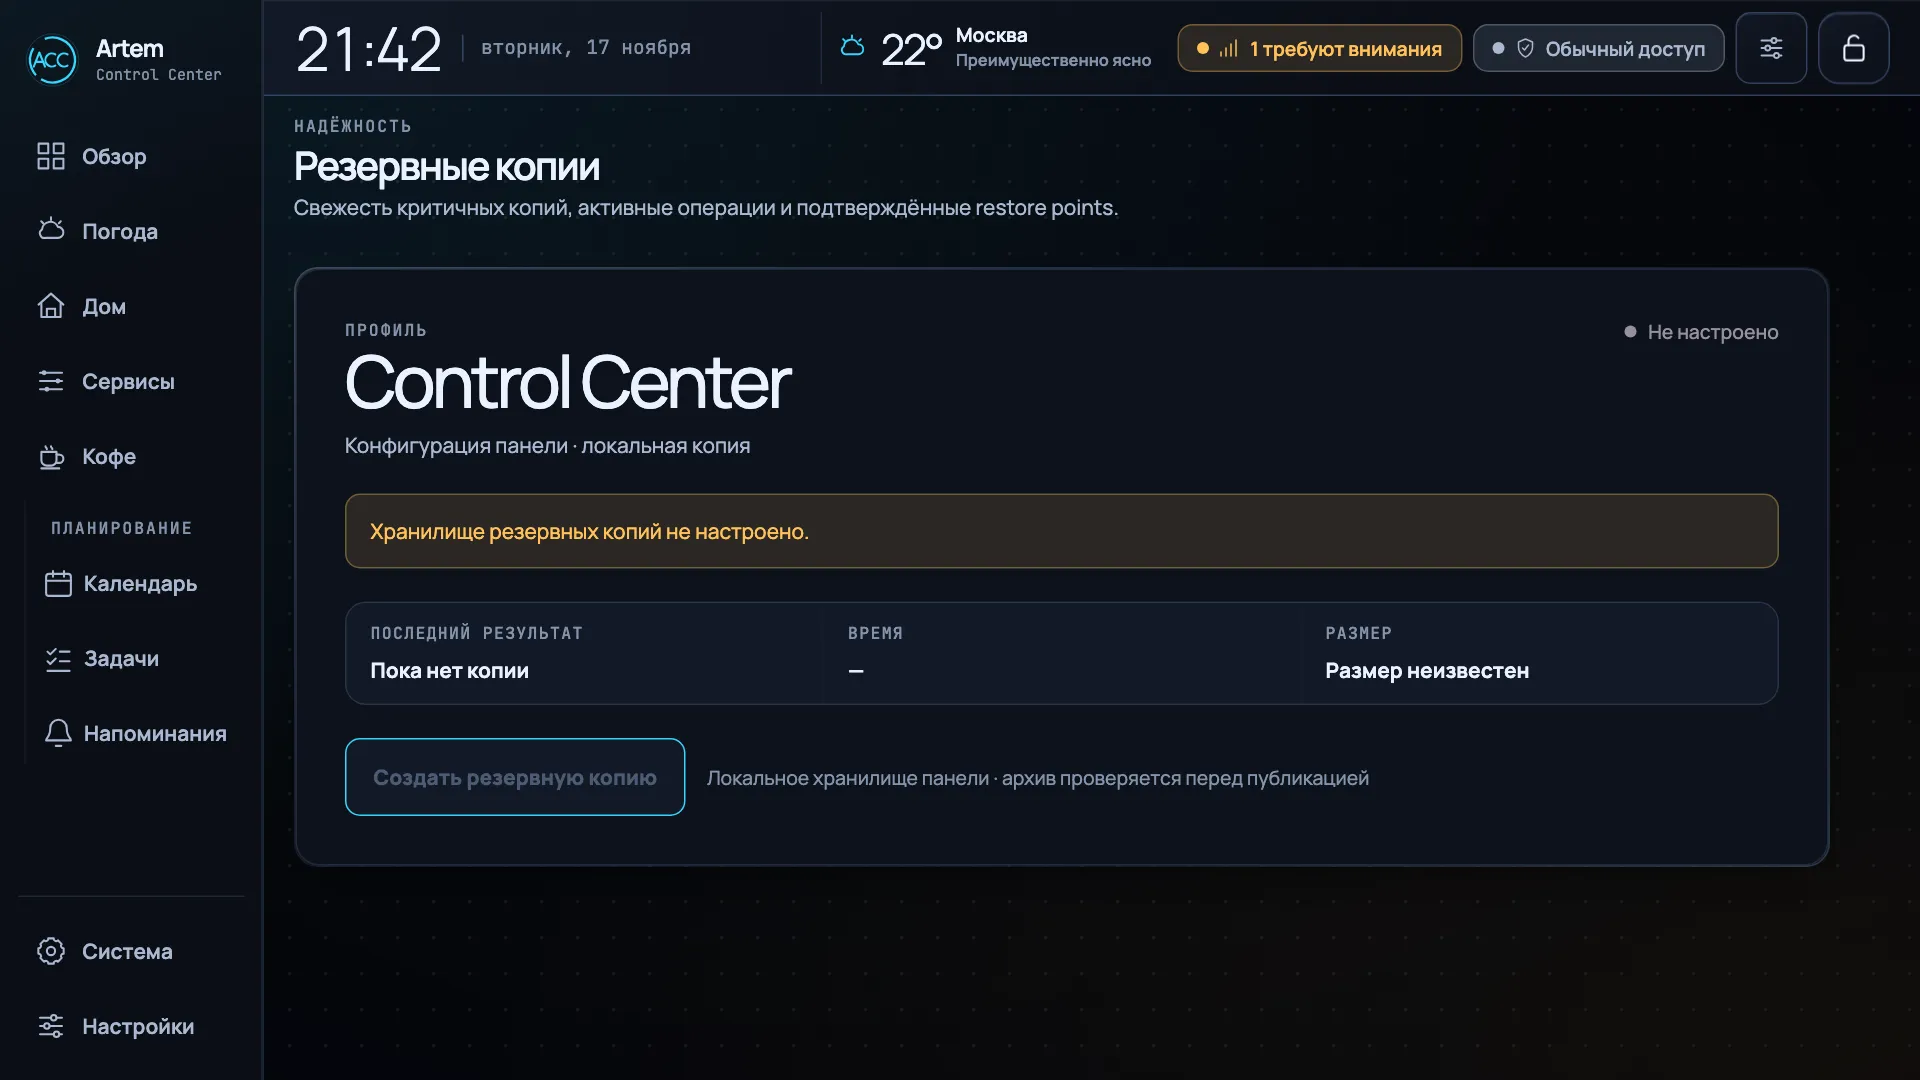 ACC
Artem
Control Center
Обзор
Погода
Дом
Сервисы
Кофе
ПЛАНИРОВАНИЕ
Календарь
Задачи
Напоминания
Система
Настройки
21:42
вторник, 17 ноября
22°
Москва
Преимущественно ясно
1 требуют внимания
Обычный доступ
НАДЁЖНОСТЬ
Резервные копии
Свежесть критичных копий, активные операции и подтверждённые restore points.
ПРОФИЛЬ
Не настроено
Control Center
Конфигурация панели · локальная копия
Хранилище резервных копий не настроено.
ПОСЛЕДНИЙ РЕЗУЛЬТАТ
Пока нет копии
ВРЕМЯ
—
РАЗМЕР
Размер неизвестен
Создать резервную копию
Локальное хранилище панели · архив проверяется перед публикацией